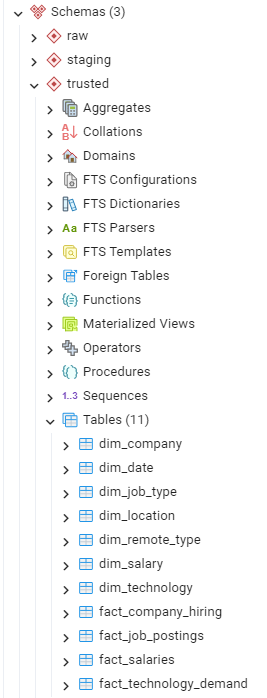 Schemas (3)
raw
staging
trusted
Aggregates
A
B
Collations
Domains
FTS Configurations
FTS Dictionaries
Aa FTS Parsers
FTS Templates
Foreign Tables
Functions
Materialized Views
Operators
Procedures
1..3 Sequences
Tables (11)
dim_company
dim_date
dim_job_type
dim_location
dim_remote_type
dim_salary
dim_technology
fact_company_hiring
fact_job_postings
fact_salaries
fact_technology_demand